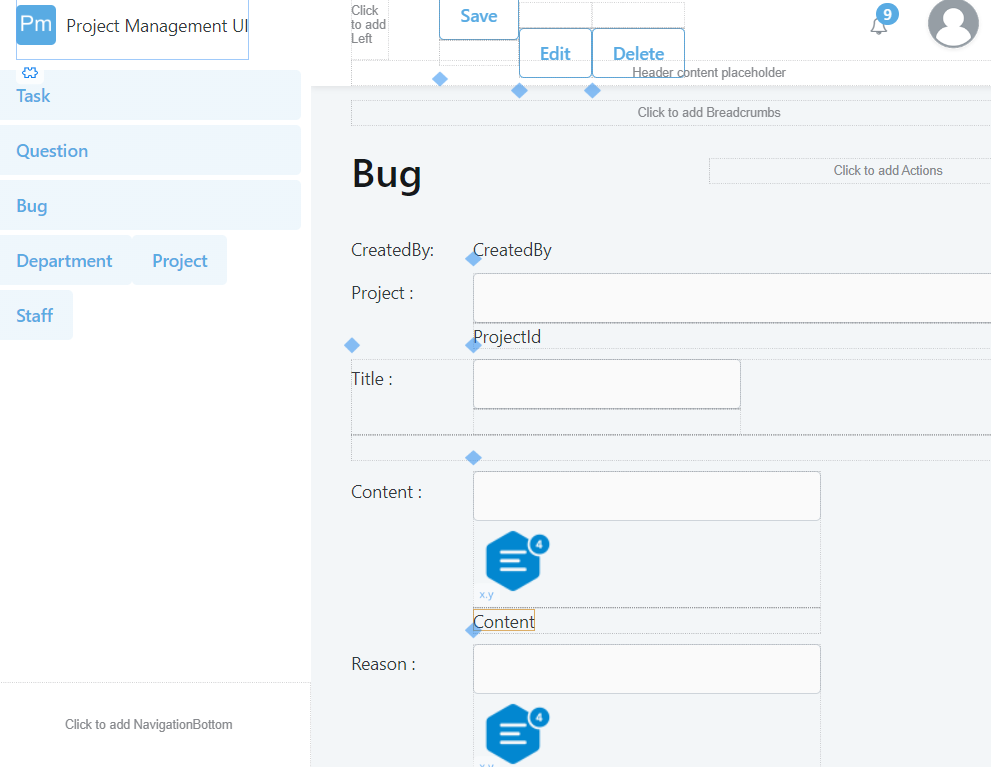 Pm Project Management UI
Click
to add
Left
Save
Edit
Delete
9
Header content placeholder
Task
Question
Bug
Department
Project
Staff
Click to add NavigationBottom
Click to add Breadcrumbs
Bug
Click to add Actions
CreatedBy: CreatedBy
Project :
ProjectId
Title :
Content :
4
x.y
Content
Reason :
4
x.y